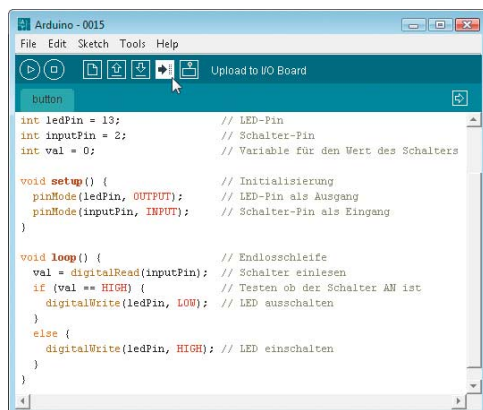 Arduino - 0015
File Edit Sketch Tools Help
Upload to I/O Board
button
int ledPin = 13; // LED-Pin
int inputPin = 2; // Schalter-Pin
int val = 0; // Variable für den Wert des Schalters
void setup() { // Initialisierung
pinMode(ledPin, OUTPUT); // LED-Pin als Ausgang
pinMode(inputPin, INPUT); // Schalter-Pin als Eingang
}
void loop() { // Endlosschleife
val = digitalRead(inputPin); // Schalter einlesen
if (val == HIGH) { // Testen ob der Schalter AN ist
digitalWrite(ledPin, LOW); // LED ausschalten
}
else {
digitalWrite(ledPin, HIGH); // LED einschalten
}
}